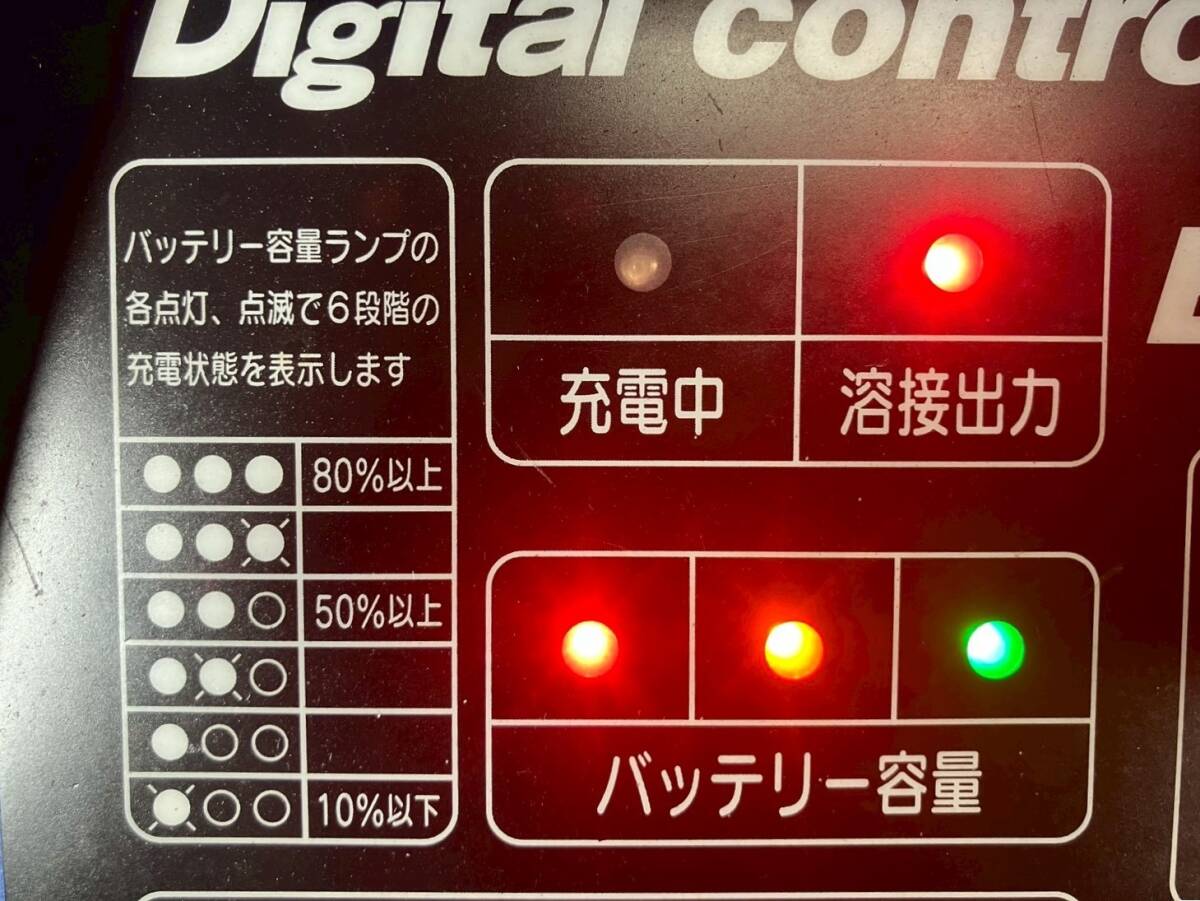 Digital contro
バッテリー容量ランプの
各点灯、点滅で6段階の
充電状態を表示します
80%以上
50%以上
10%以下
充電中
溶接出力
バッテリー容量